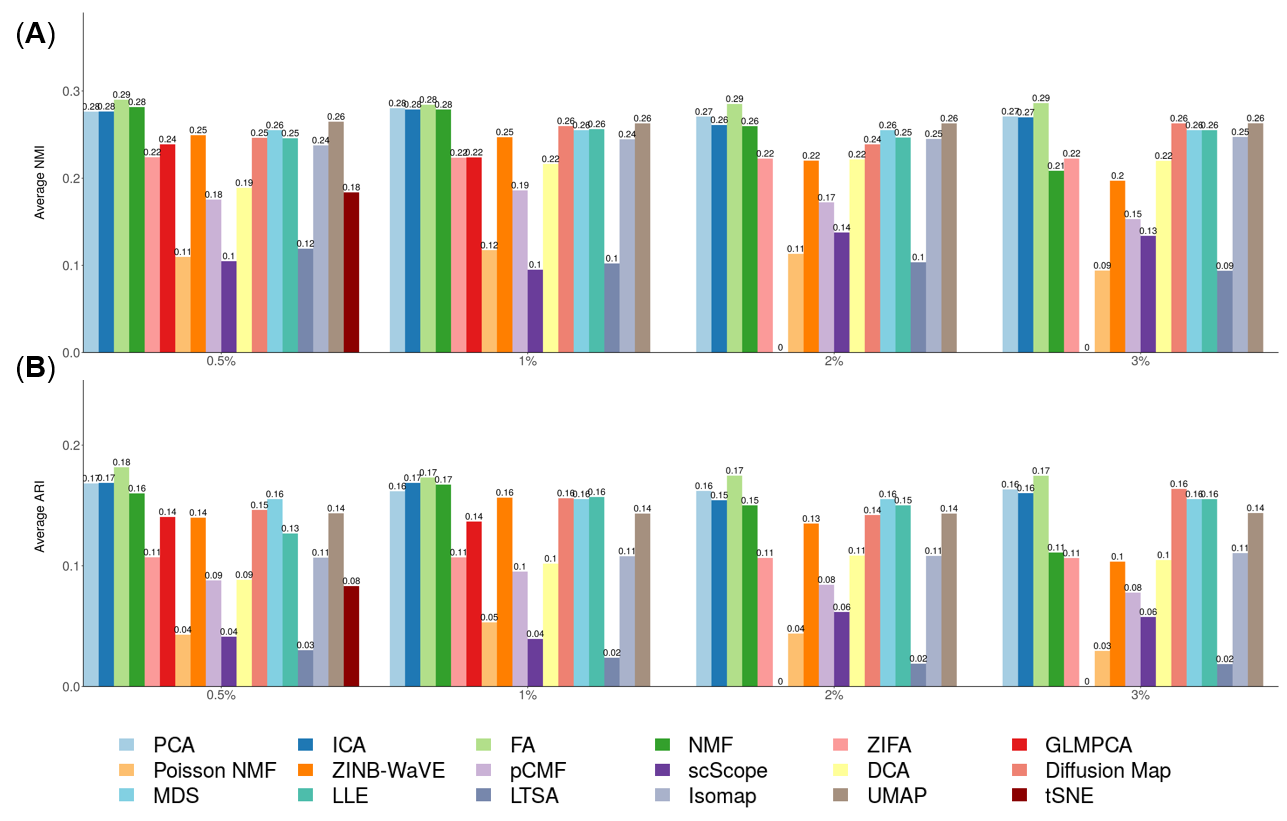 (A)
0.3
0.2
0.1
0.0
Average NMI
0.28 0.28 0.29 0.28 0.22 0.24 0.11 0.25 0.18 0.1 0.19 0.25 0.26 0.25 0.12 0.24 0.26 0.18
0.28 0.28 0.28 0.28 0.22 0.22 0.12 0.25 0.19 0.1 0.22 0.26 0.26 0.26 0.1 0.24 0.26
0.27 0.26 0.29 0.26 0.22 0 0.11 0.22 0.17 0.14 0.22 0.24 0.26 0.25 0.1 0.25 0.26
0.27 0.27 0.29 0.21 0.22 0 0.09 0.2 0.15 0.13 0.22 0.26 0.26 0.26 0.09 0.25 0.26
0.5% 1% 2% 3%
(B)
0.2
0.1
0.0
Average ARI
0.17 0.17 0.18 0.16 0.11 0.14 0.04 0.14 0.09 0.04 0.09 0.15 0.16 0.13 0.03 0.11 0.14 0.08
0.16 0.17 0.17 0.17 0.11 0.14 0.05 0.16 0.1 0.04 0.1 0.16 0.16 0.16 0.02 0.11 0.14
0.16 0.15 0.17 0.15 0.11 0 0.04 0.13 0.08 0.06 0.11 0.14 0.16 0.15 0.02 0.11 0.14
0.16 0.16 0.17 0.11 0.11 0 0.03 0.1 0.08 0.06 0.1 0.16 0.16 0.16 0.02 0.11 0.14
0.5% 1% 2% 3%
PCA ICA FA NMF ZIFA GLMPCA
Poisson NMF ZINB-WaVE pCMF scScope DCA Diffusion Map
MDS LLE LTSA Isomap UMAP tSNE